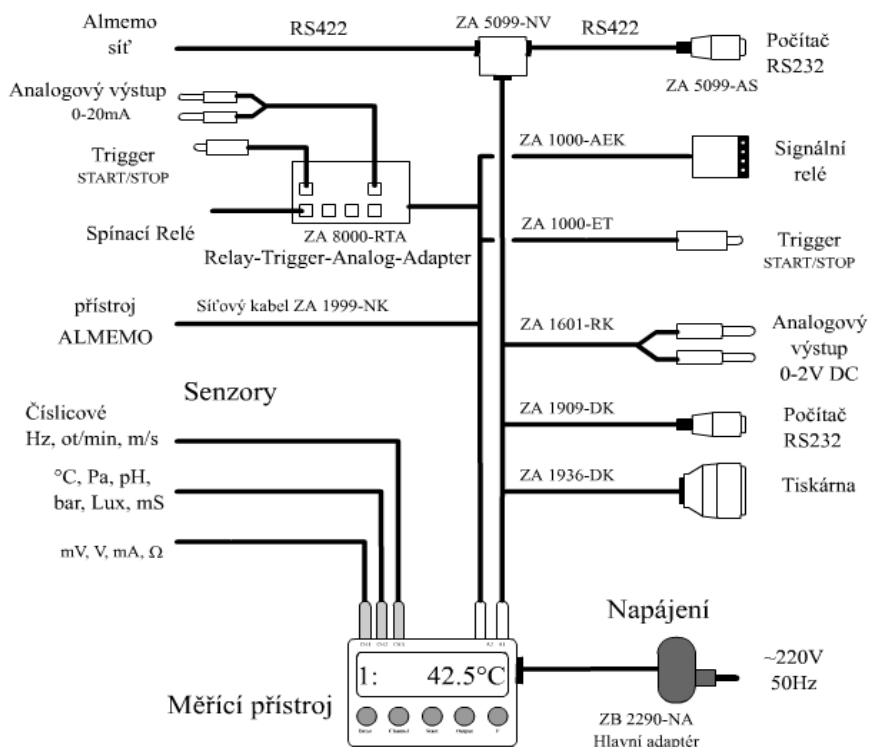 Almemo
síť
RS422
ZA 5099-NV
RS422
Počítač
RS232
ZA 5099-AS
Analogový výstup
0-20mA
Trigger
START/STOP
Spínací Relé
ZA 8000-RTA
Relay-Trigger-Analog-Adapter
ZA 1000-AEK
Signální
relé
ZA 1000-ET
Trigger
START/STOP
přístroj
ALMEMO
Síťový kabel ZA 1999-NK
ZA 1601-RK
Analogový
výstup
0-2V DC
Senzory
Číslicové
Hz, ot/min, m/s
ZA 1909-DK
Počítač
RS232
°C, Pa, pH,
bar, Lux, mS
ZA 1936-DK
Tiskárna
mV, V, mA, Ω
Napájení
A2 A1
1: 42.5°C
Měřící přístroj
~220V
50Hz
ZB 2290-NA
Hlavní adaptér